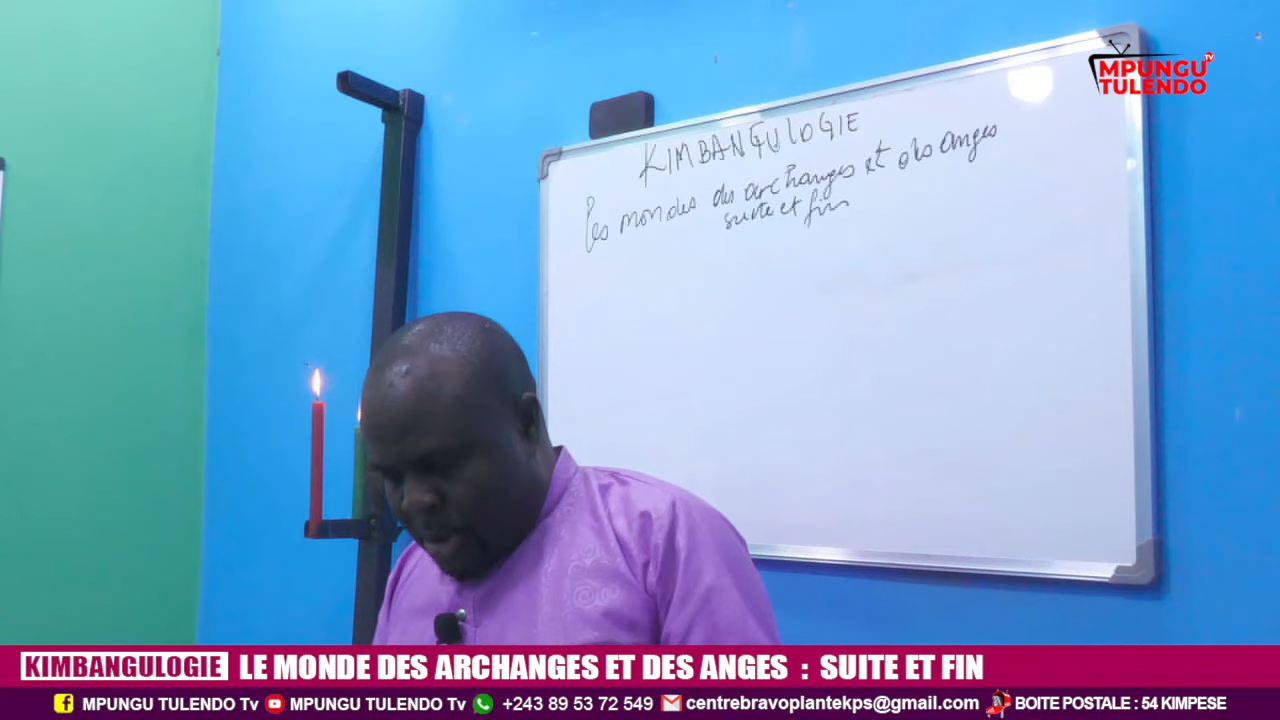 MPUNGU TV
TULENDO
KIMBANGULOGIE
Les mondes des archanges et des anges
suite et fin
KIMBANGULOGIE LE MONDE DES ARCHANGES ET DES ANGES : SUITE ET FIN
MPUNGU TULENDO Tv MPUNGU TULENDO Tv +243 89 53 72 549 centrebravoplantekps@gmail.com BOITE POSTALE : 54 KIMPESE